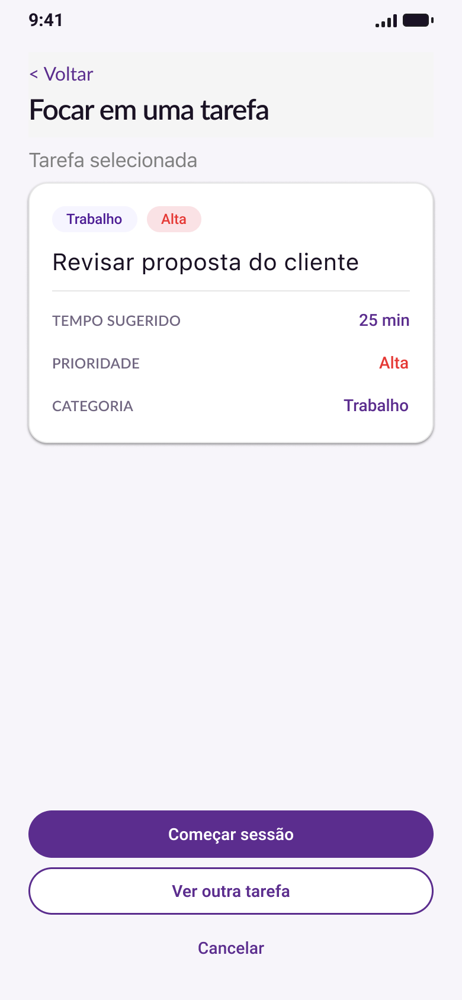 9:41
< Voltar
Focar em uma tarefa
Tarefa selecionada
Trabalho Alta
Revisar proposta do cliente
TEMPO SUGERIDO 25 min
PRIORIDADE Alta
CATEGORIA Trabalho
Começar sessão
Ver outra tarefa
Cancelar